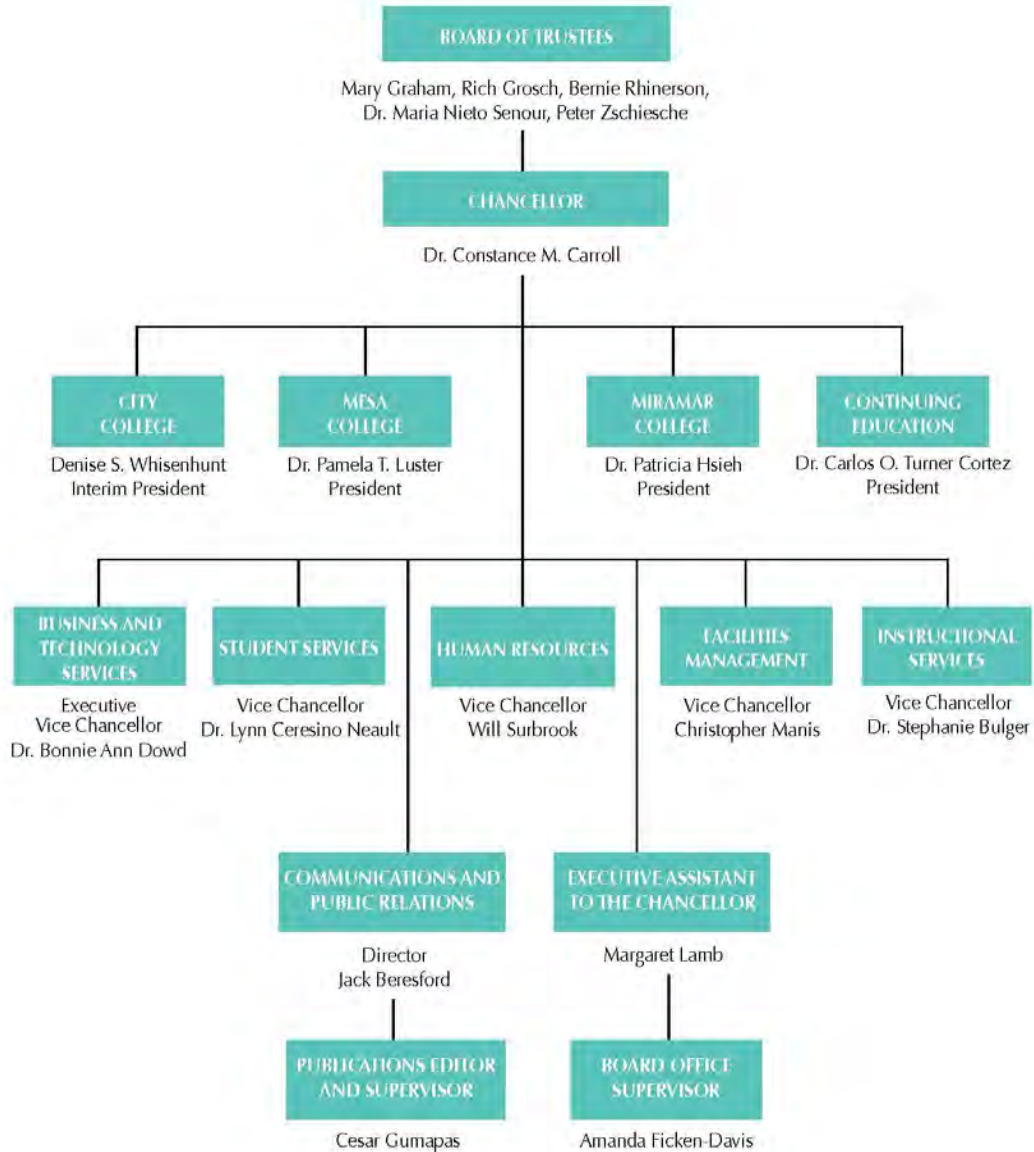 BOARD OF TRUSTEES
Mary Graham, Rich Grosch, Bernie Rhinerson,
Dr. Maria Nieto Senour, Peter Zschiesche
CHANCELLOR
Dr. Constance M. Carroll
CITY
COLLEGE
Denise S. Whisenhunt
Interim President
MESA
COLLEGE
Dr. Pamela T. Luster
President
MIRAMAR
COLLEGE
Dr. Patricia Hsieh
President
CONTINUING
EDUCATION
Dr. Carlos O. Turner Cortez
President
BUSINESS AND
TECHNOLOGY
SERVICES
Executive
Vice Chancellor
Dr. Bonnie Ann Dowd
STUDENT SERVICES
Vice Chancellor
Dr. Lynn Ceresino Neault
HUMAN RESOURCES
Vice Chancellor
Will Surbrook
FACILITIES
MANAGEMENT
Vice Chancellor
Christopher Manis
INSTRUCTIONAL
SERVICES
Vice Chancellor
Dr. Stephanie Bulger
COMMUNICATIONS AND
PUBLIC RELATIONS
Director
Jack Beresford
EXECUTIVE ASSISTANT
TO THE CHANCELLOR
Margaret Lamb
PUBLICATIONS EDITOR
AND SUPERVISOR
Cesar Gumapas
BOARD OFFICE
SUPERVISOR
Amanda Ficken-Davis